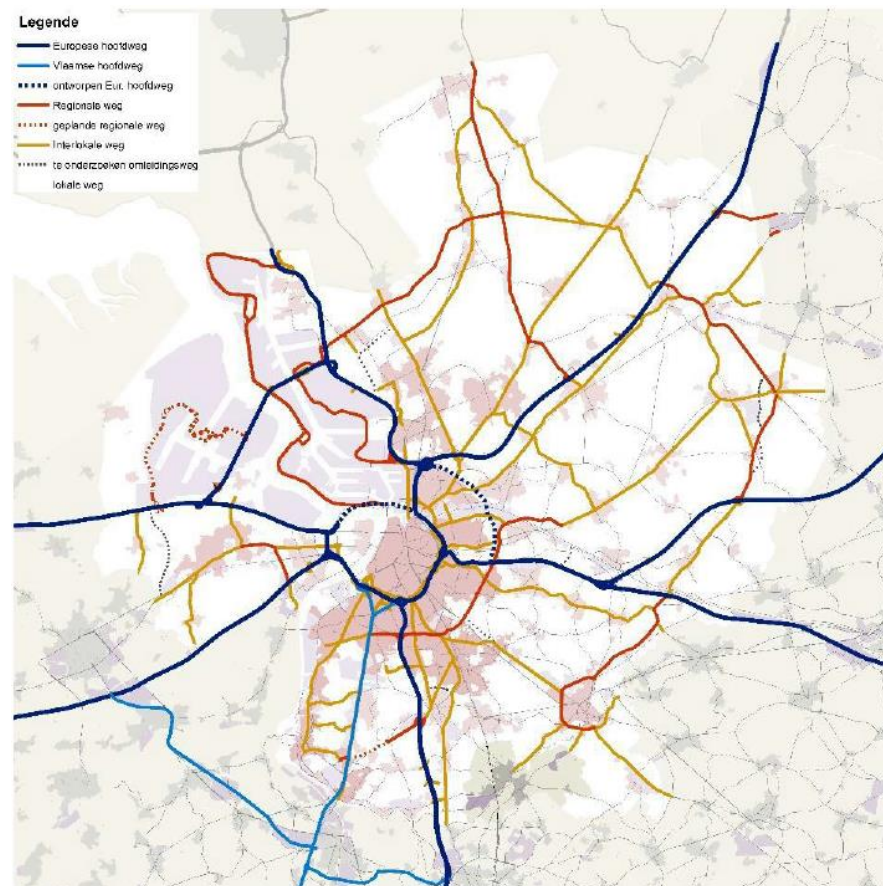 Legende
Europese hoofdweg
Vlaamse hoofdweg
ontworpen Eur. hoofdweg
Regionale weg
geplande regionale weg
Interlokale weg
te onderzoeken omleidingsweg
lokale weg